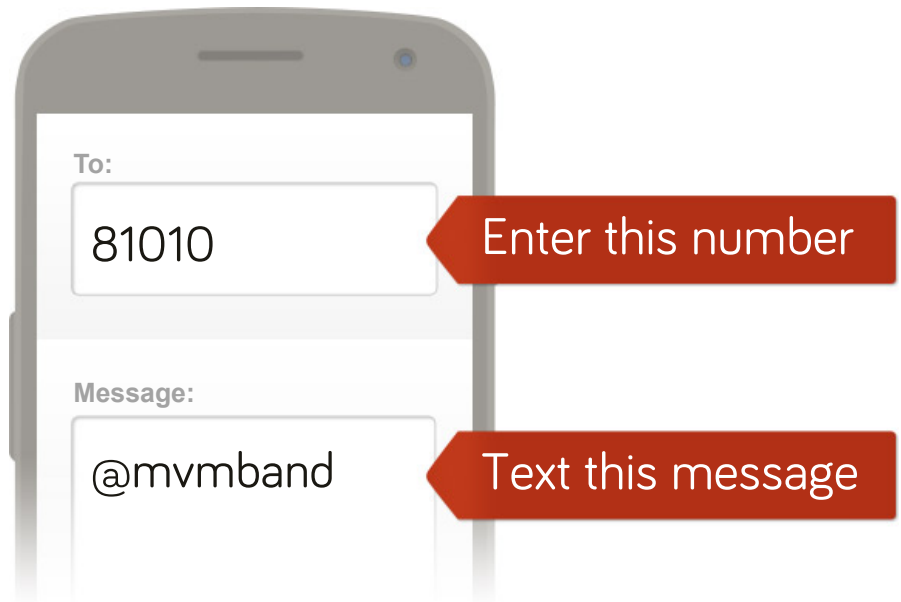 To:
81010
Enter this number
Message:
@mvmband
Text this message